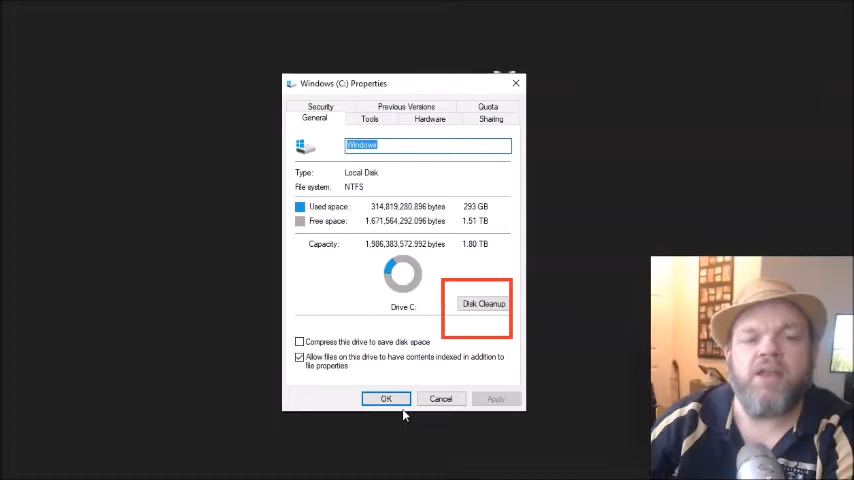 Windows (C:) Properties
Security Previous Versions Quota
General Tools Hardware Sharing
Windows
Type: Local Disk
File system: NTFS
Used space: 314,819,280,896 bytes 293 GB
Free space: 1,671,564,292,096 bytes 1.51 TB
Capacity: 1,986,383,572,992 bytes 1.80 TB
Drive C:
Disk Cleanup
Compress this drive to save disk space
Allow files on this drive to have contents indexed in addition to
file properties
OK Cancel Apply